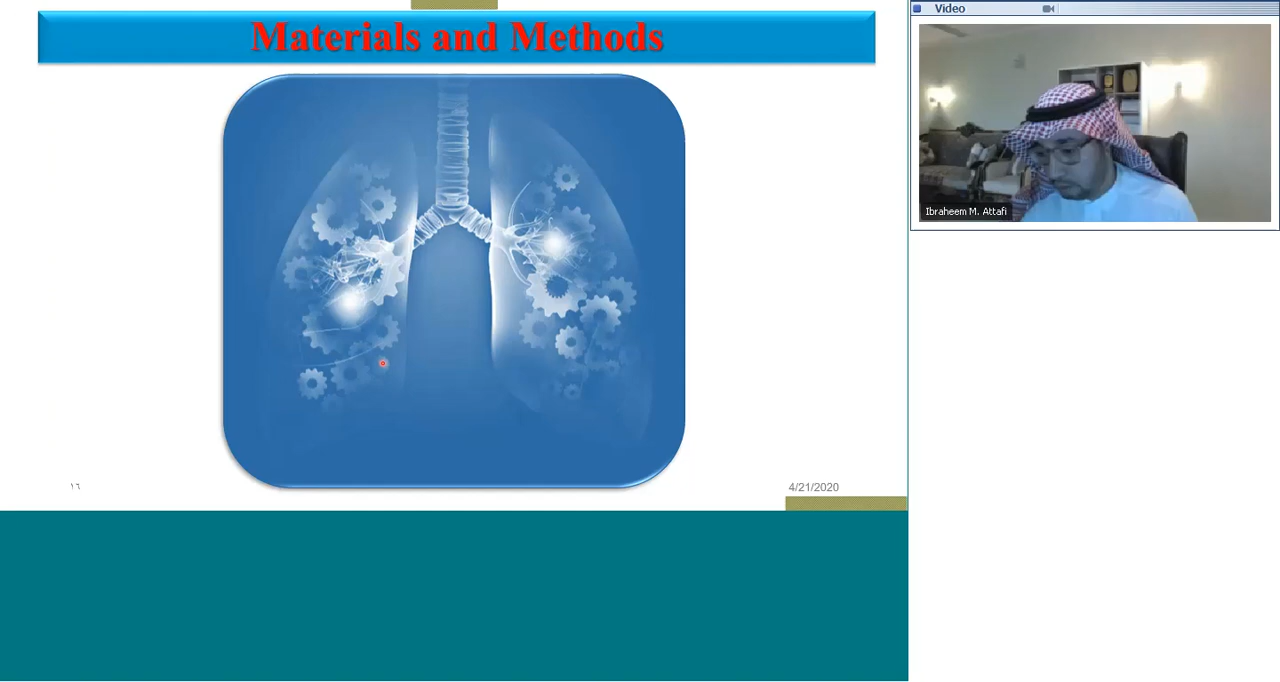 Materials and Methods
١٦
4/21/2020
Video
Ibraheem M. Attafi